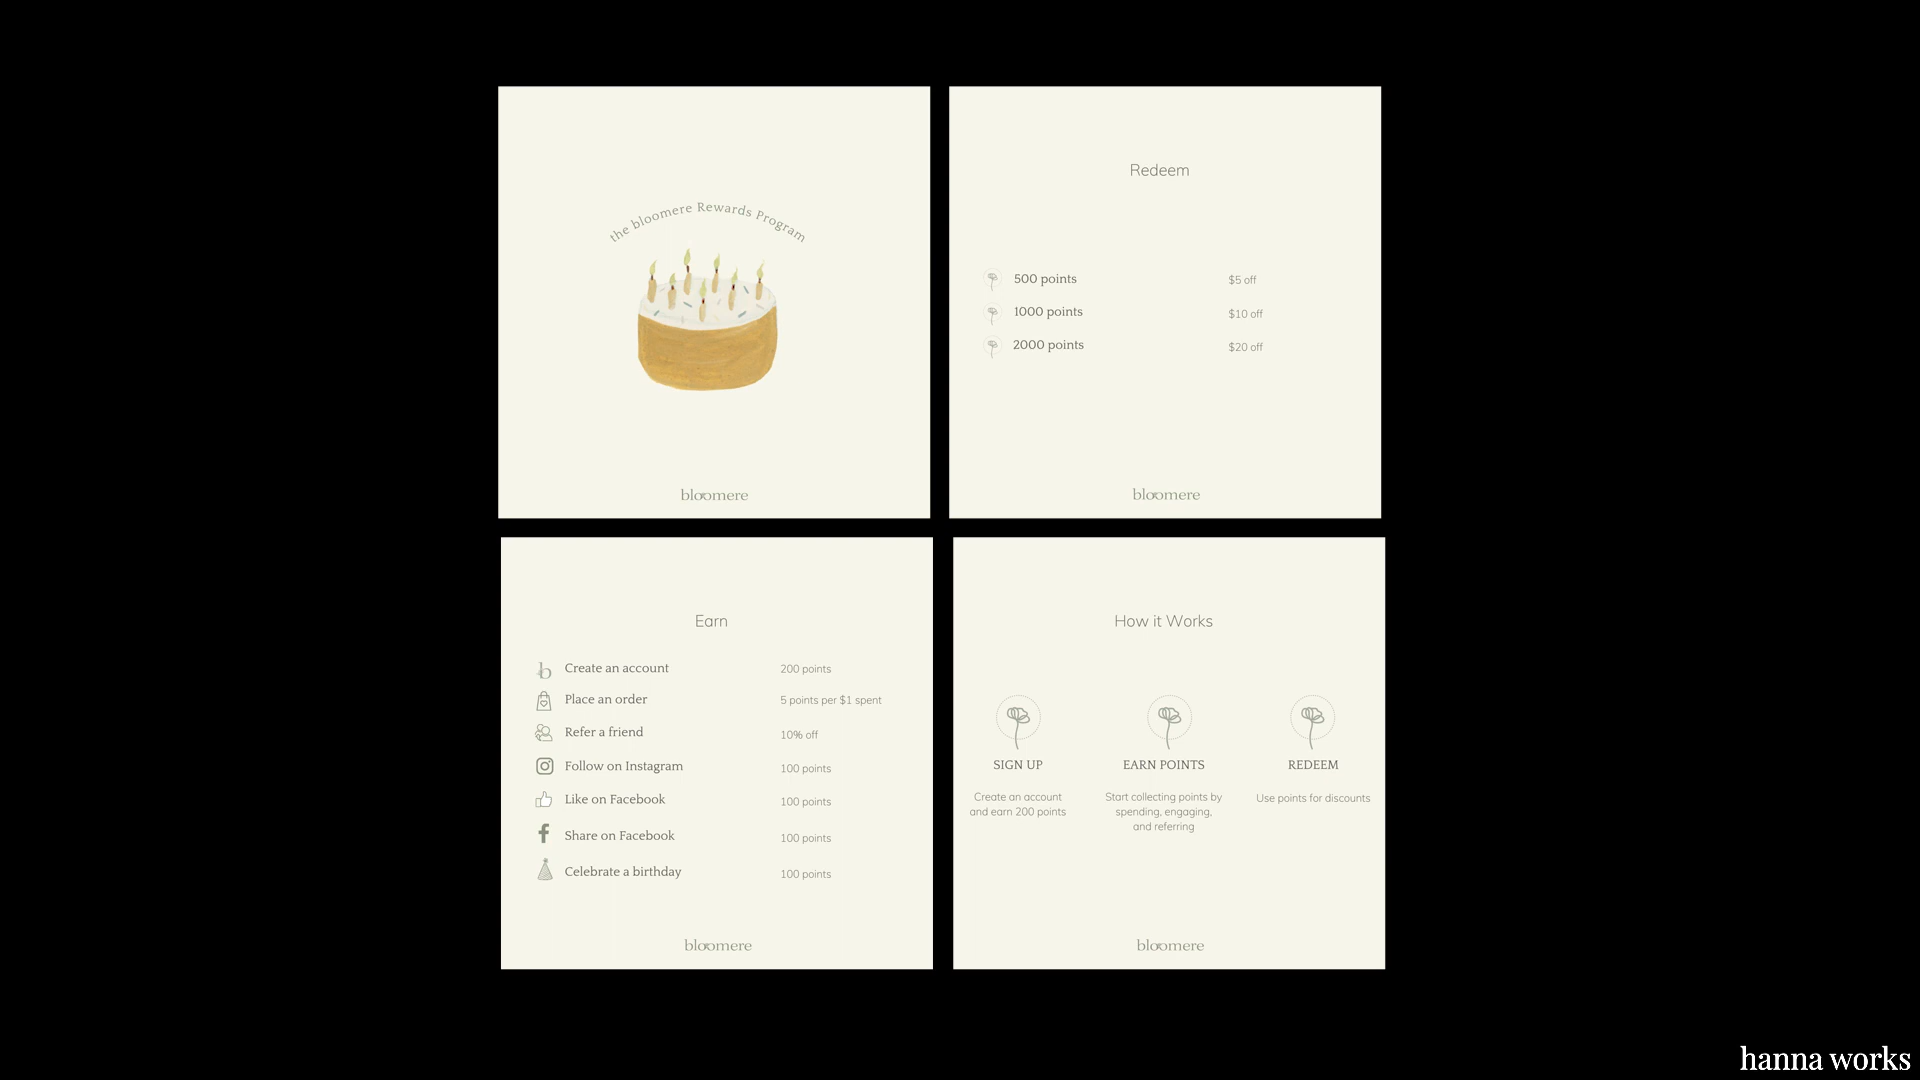 the bloomere Rewards Program
bloomere
Redeem
500 points $5 off
1000 points $10 off
2000 points $20 off
bloomere
Earn
b Create an account 200 points
Place an order 5 points per $1 spent
Refer a friend 10% off
Follow on Instagram 100 points
Like on Facebook 100 points
f Share on Facebook 100 points
Celebrate a birthday 100 points
bloomere
How it Works
SIGN UP EARN POINTS REDEEM
Create an account Start collecting points by Use points for discounts
and earn 200 points spending, engaging,
and referring
bloomere
hanna works